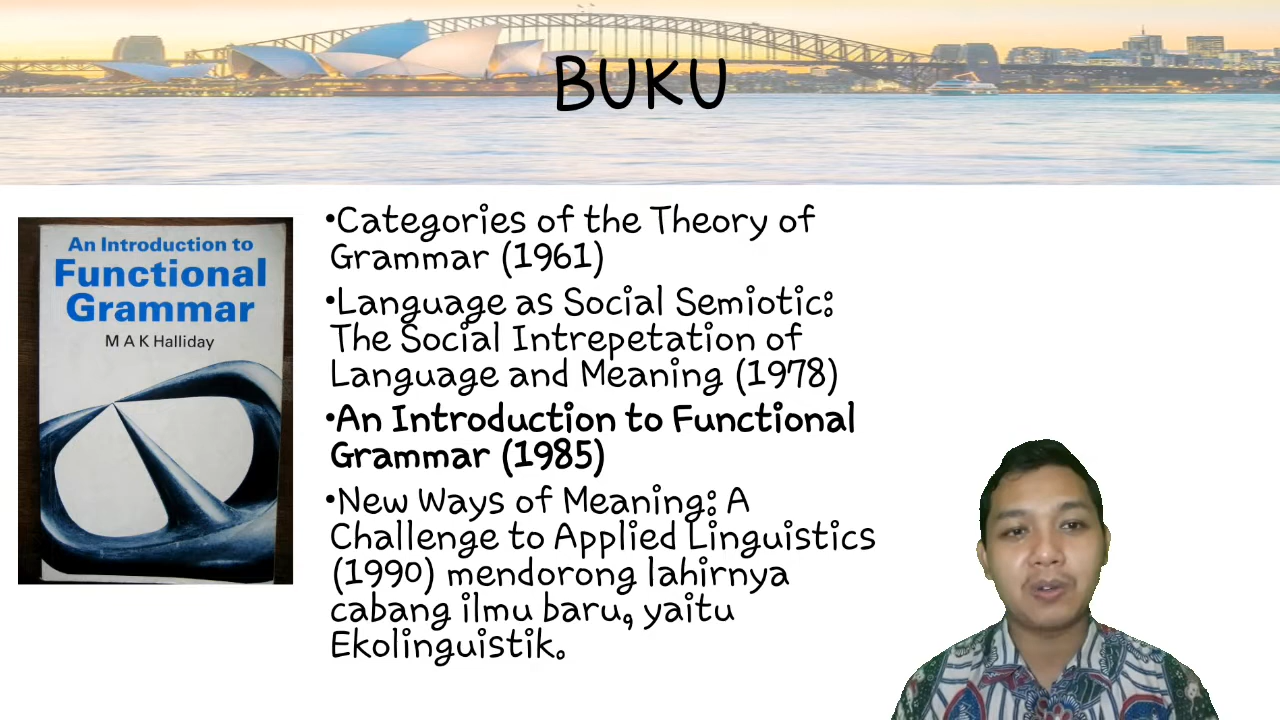 BUKU
An Introduction to
Functional
Grammar
M A K Halliday
•Categories of the Theory of
Grammar (1961)
•Language as Social Semiotic:
The Social Intrepetation of
Language and Meaning (1978)
•An Introduction to Functional
Grammar (1985)
•New Ways of Meaning: A
Challenge to Applied Linguistics
(1990) mendorong lahirnya
cabang ilmu baru, yaitu
Ekolinguistik.